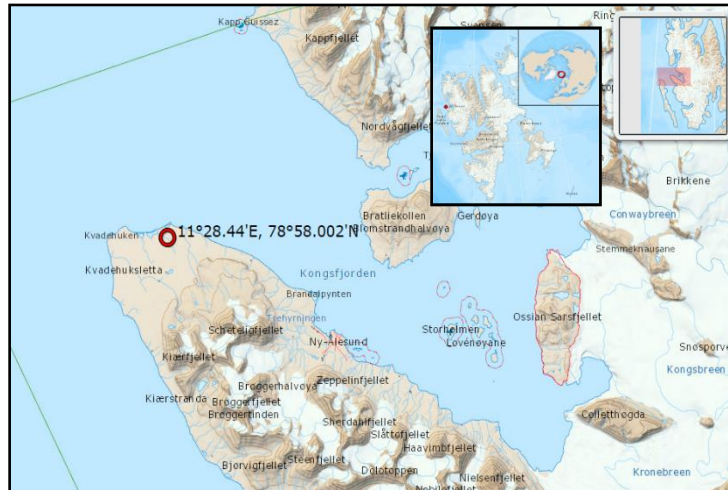 Kapp Guissez
Kappfjellet
Nordvågfjellet
Brikkene
Bratliekollen
Blomstrandhalvøya
Gerdøya
Conwaybreen
Stemmeknausane
Kvadehuken
11°28.44'E, 78°58.002'N
Kvadehuksletta
Kongsfjorden
Brandalpynten
Thiisbukta
Scheteligfjellet
Storholmen
Ossian Sarsfjellet
Ny-Ålesund
Lovénøyane
Kiærfjellet
Kongsbreen
Zeppelinfjellet
Kiærstranda
Brøggerhalvøya
Brøggerfjellet
Brøggertinden
Sherdahlfjellet
Colletthøgda
Slåttofjellet
Haavimbfjellet
Bjorvigfjellet
Steenfjellet
Dolotoppen
Nielsenfjellet
Kronebreen